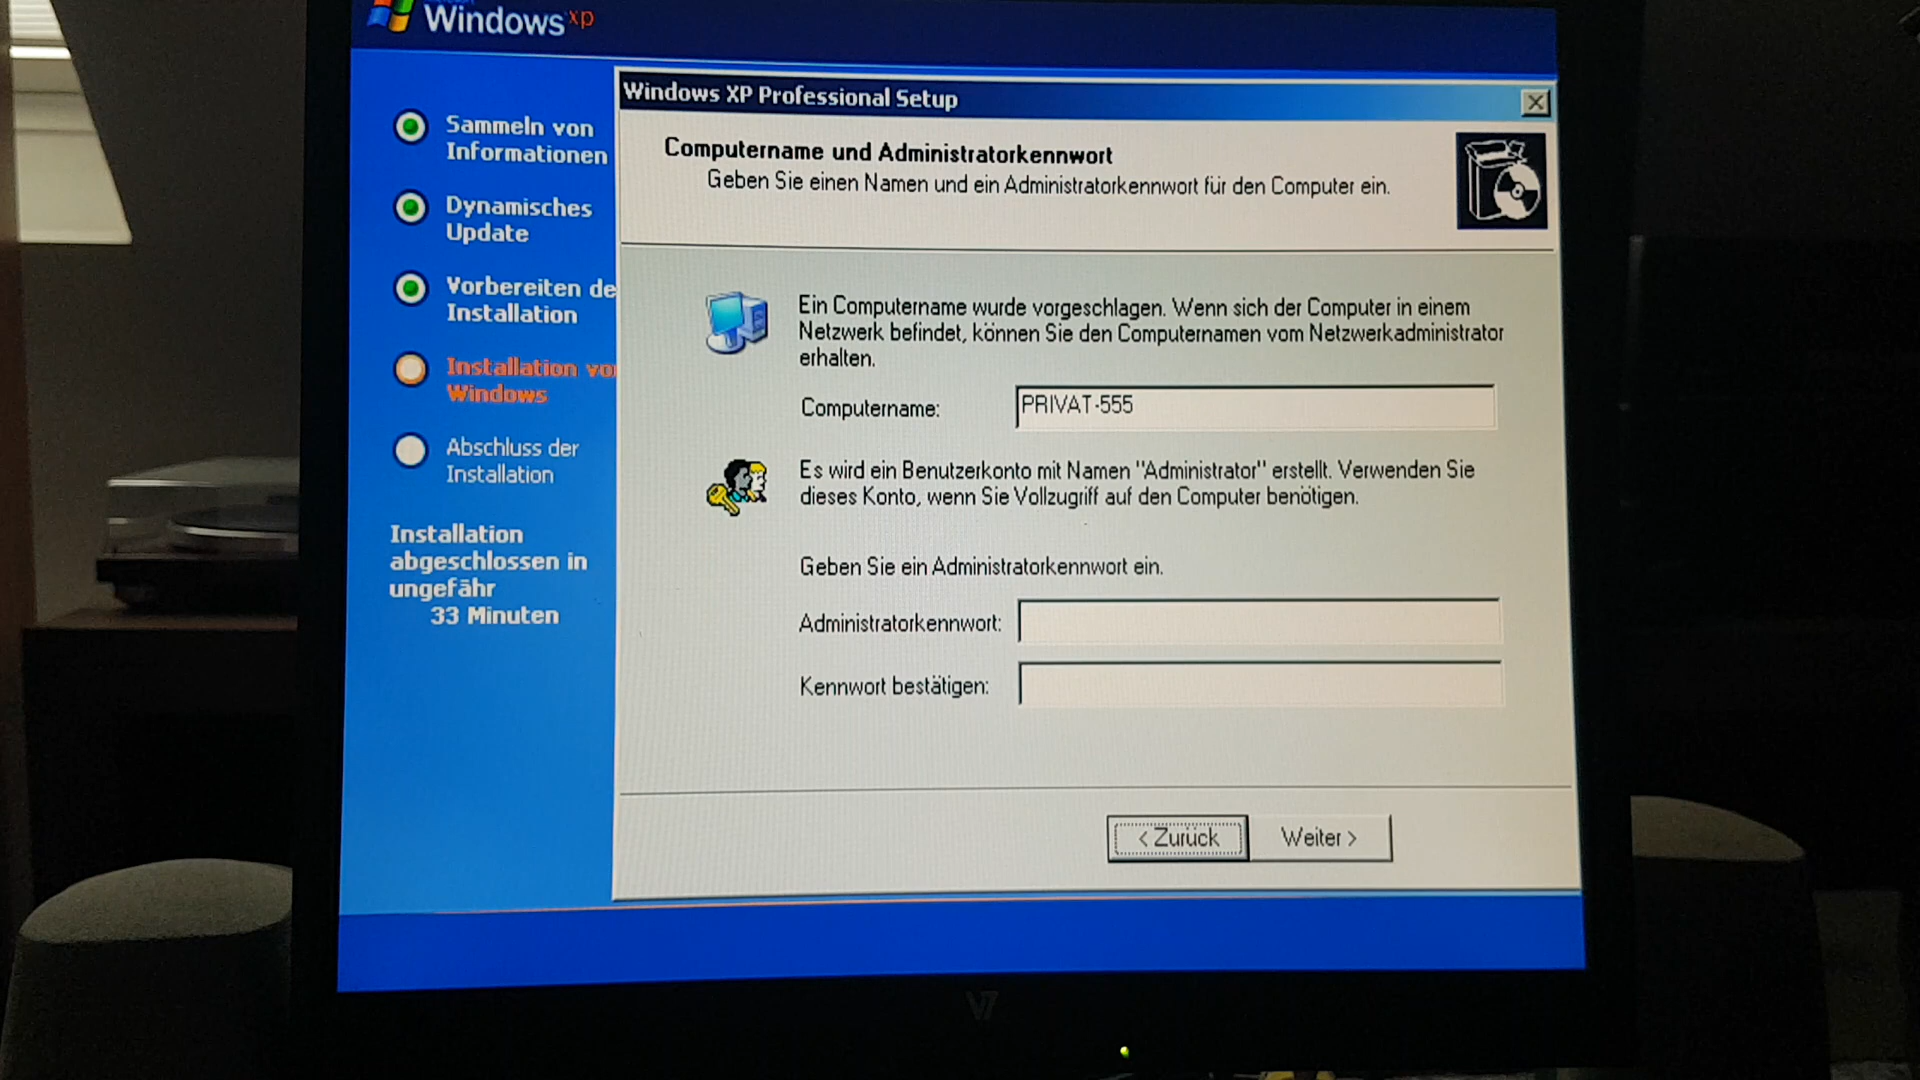 Windows xp
Sammeln von
Informationen
Dynamisches
Update
Vorbereiten de
Installation
Installation vo
Windows
Abschluss der
Installation
Installation
abgeschlossen in
ungefähr
33 Minuten
Windows XP Professional Setup
Computername und Administratorkennwort
Geben Sie einen Namen und ein Administratorkennwort für den Computer ein.
Ein Computername wurde vorgeschlagen. Wenn sich der Computer in einem
Netzwerk befindet, können Sie den Computernamen vom Netzwerkadministrator
erhalten.
Computername: PRIVAT-555
Es wird ein Benutzerkonto mit Namen "Administrator" erstellt. Verwenden Sie
dieses Konto, wenn Sie Vollzugriff auf den Computer benötigen.
Geben Sie ein Administratorkennwort ein.
Administratorkennwort:
Kennwort bestätigen:
< Zurück Weiter >
V7